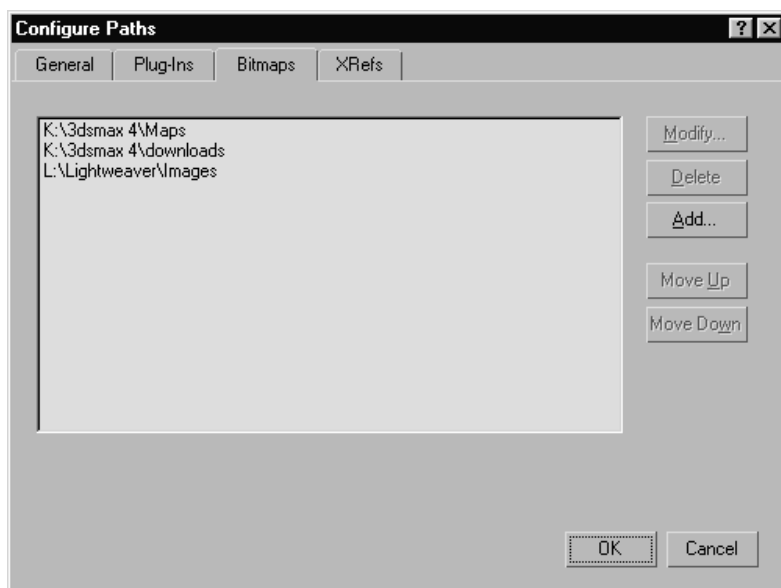 Configure Paths
General Plug-Ins Bitmaps XRefs
K:\3dsmax 4\Maps
K:\3dsmax 4\downloads
L:\Lightweaver\Images
Modify...
Delete
Add...
Move Up
Move Down
OK Cancel